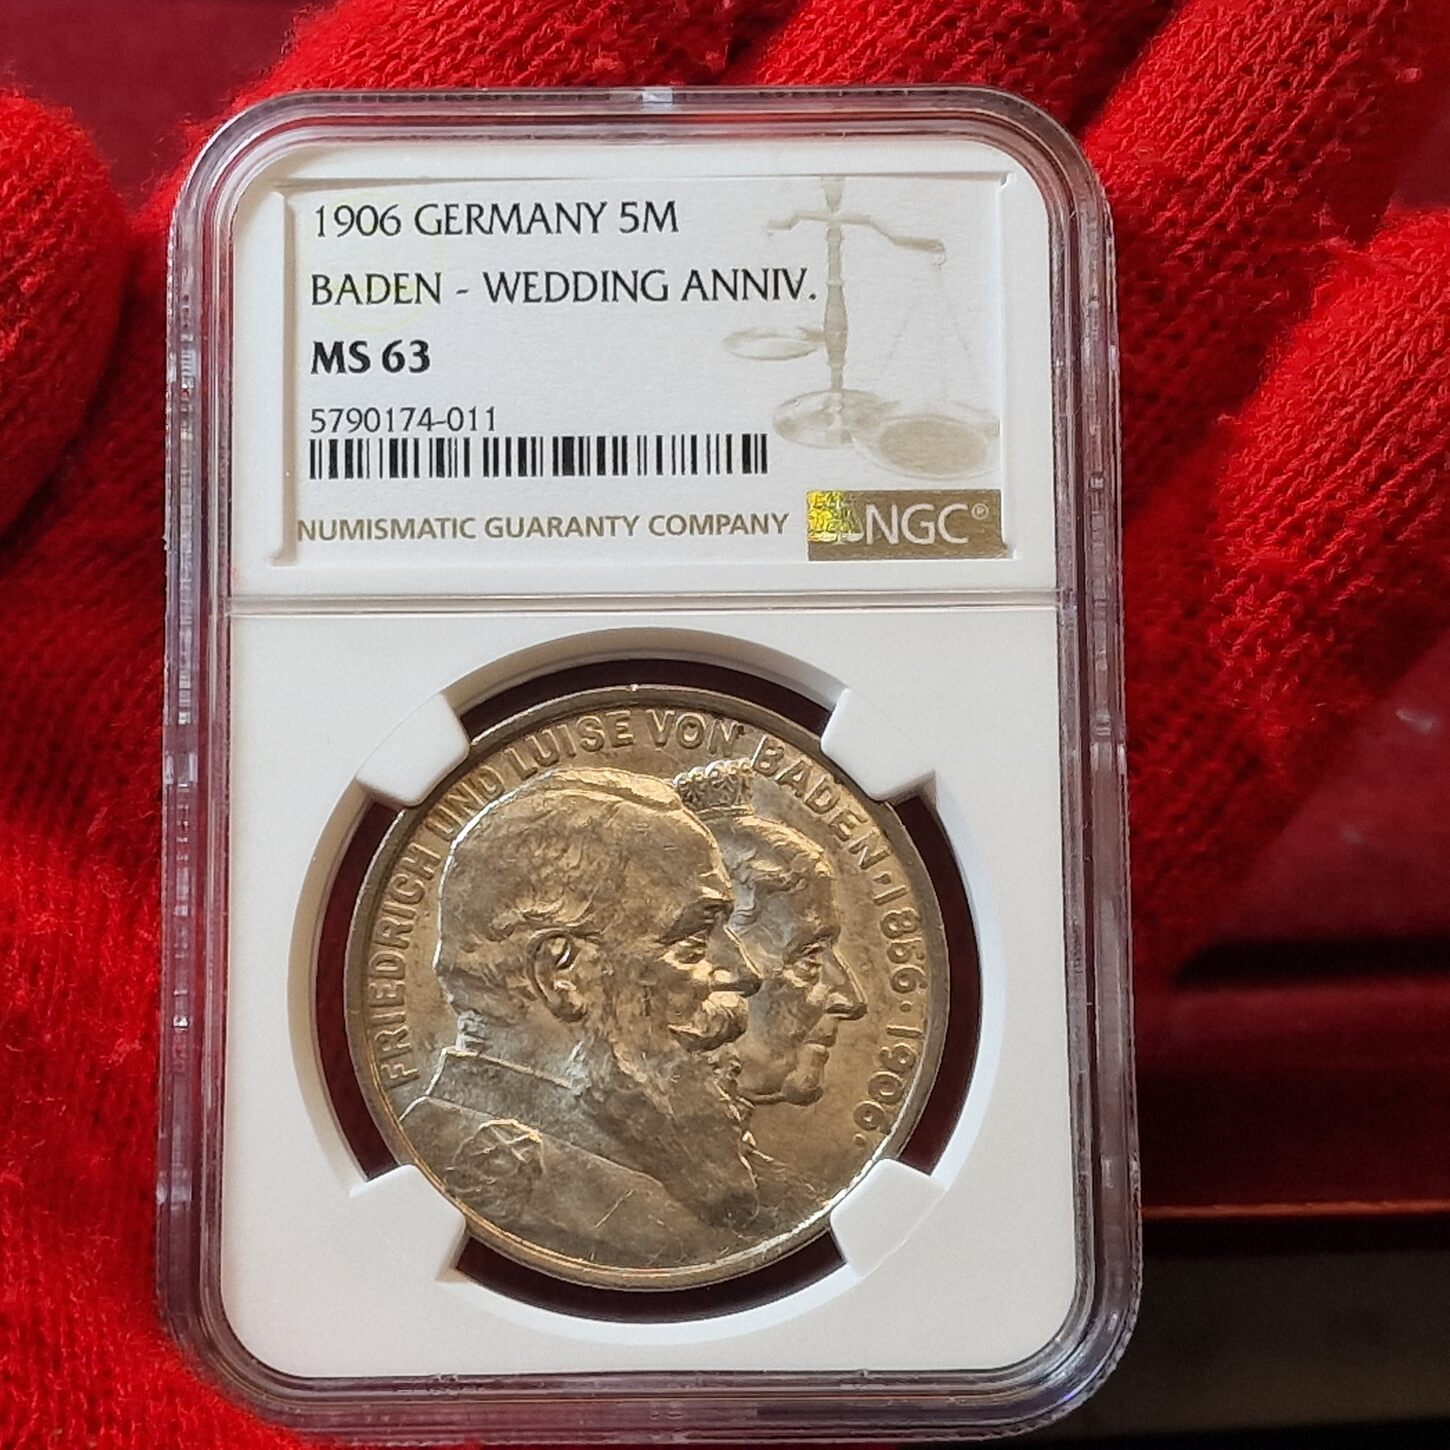 1906 GERMANY 5M
BADEN - WEDDING ANNIV.
MS 63
5790174-011
NUMISMATIC GUARANTY COMPANY
NGC®
FRIEDRICH UND LUISE VON BADEN · 1856 · 1906 ·